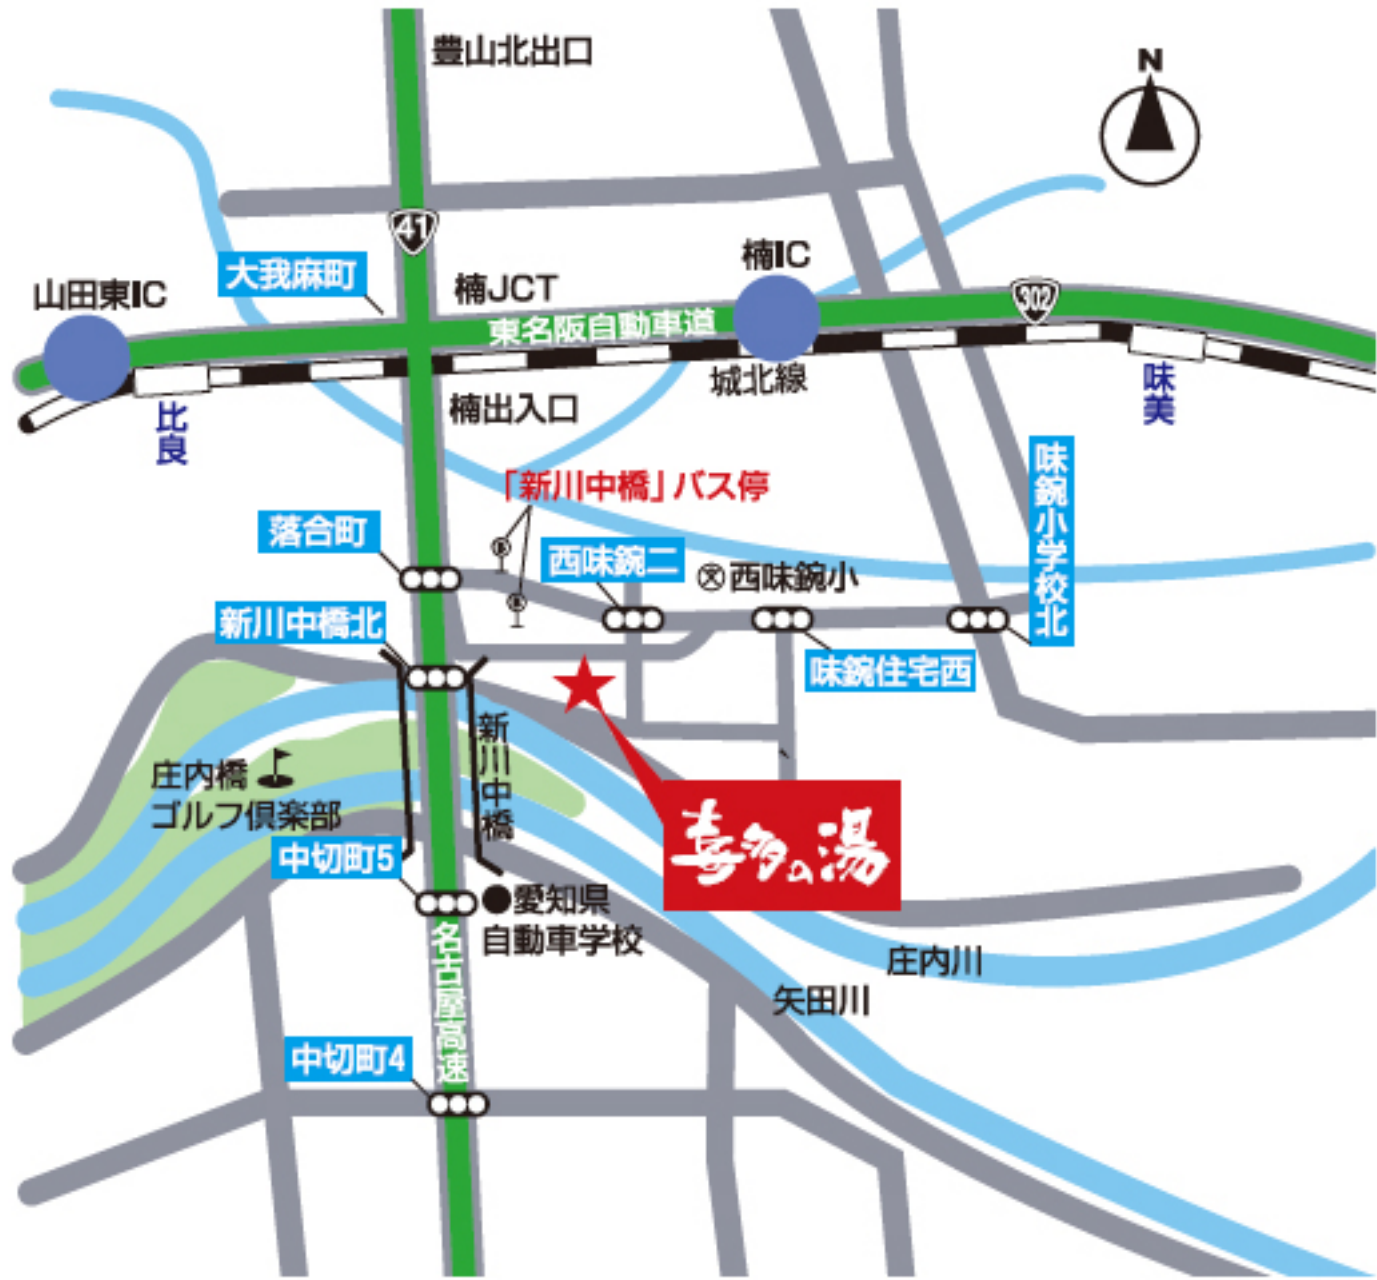 豊山北出口
N
41
大我麻町
楠JCT
楠IC
山田東IC
302
東名阪自動車道
城北線
比良
味美
楠出入口
「新川中橋」バス停
味鋺小学校北
落合町
西味鋺二
文西味鋺小
新川中橋北
味鋺住宅西
新川中橋
庄内橋
ゴルフ倶楽部
喜多の湯
中切町5
愛知県
自動車学校
名古屋高速
庄内川
矢田川
中切町4